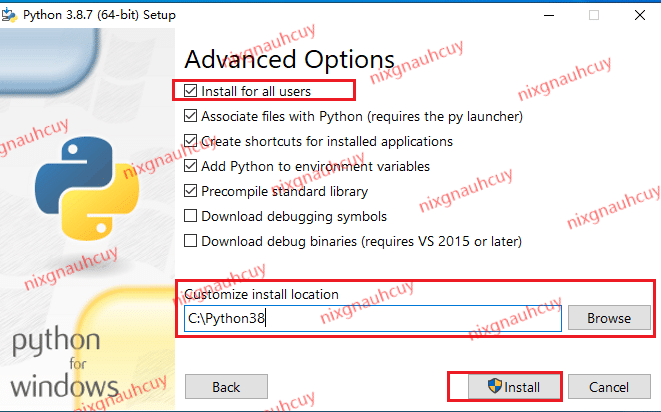 Python 3.8.7 (64-bit) Setup
Advanced Options
Install for all users
Associate files with Python (requires the py launcher)
Create shortcuts for installed applications
Add Python to environment variables
Precompile standard library
Download debugging symbols
Download debug binaries (requires VS 2015 or later)
Customize install location
C:\Python38
Browse
python
for
windows
Back
Install
Cancel
nixgnauhcuy
nixgnauhcuy
nixgnauhcuy
nixgnauhcuy
nixgnauhcuy
nixgnauhcuy
nixgnauhcuy
nixgnauhcuy
nixgnauhcuy
nixgnauhcuy
nixgnauhcuy
nixgnauhcuy